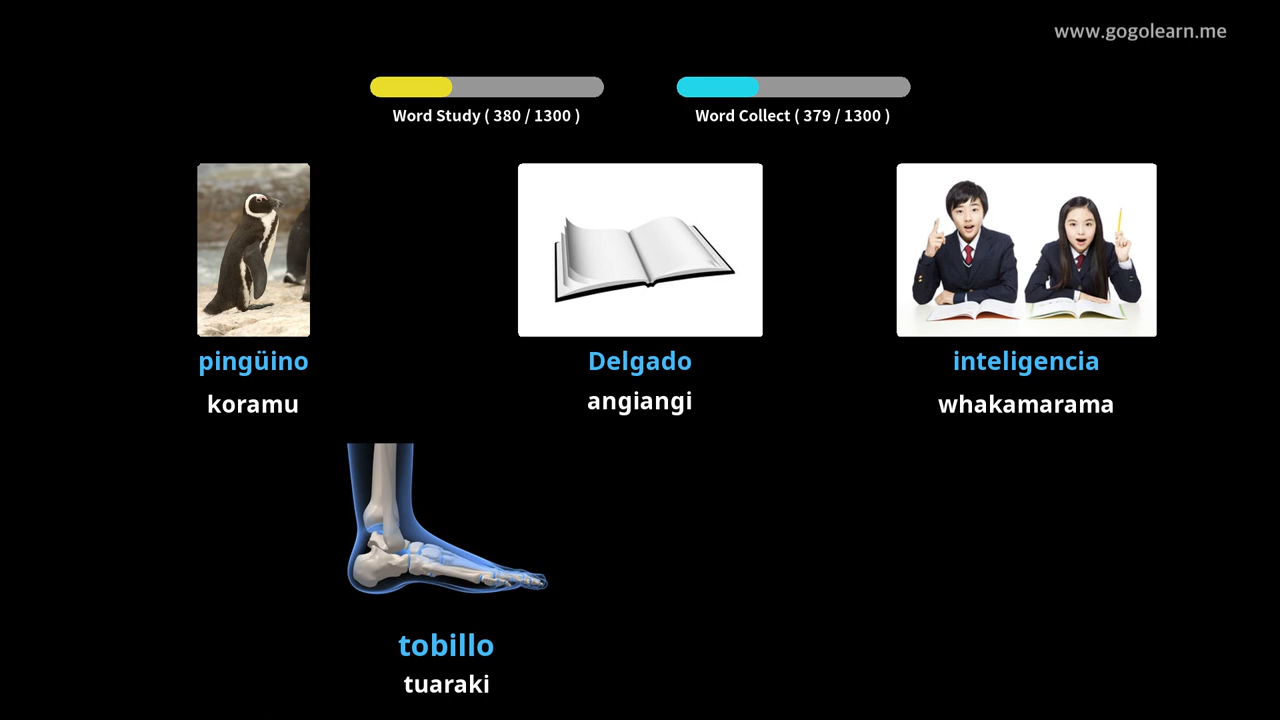 www.gogolearn.me
Word Study ( 380 / 1300 )
Word Collect ( 379 / 1300 )
pingüino
koramu
Delgado
angiangi
inteligencia
whakamarama
tobillo
tuaraki